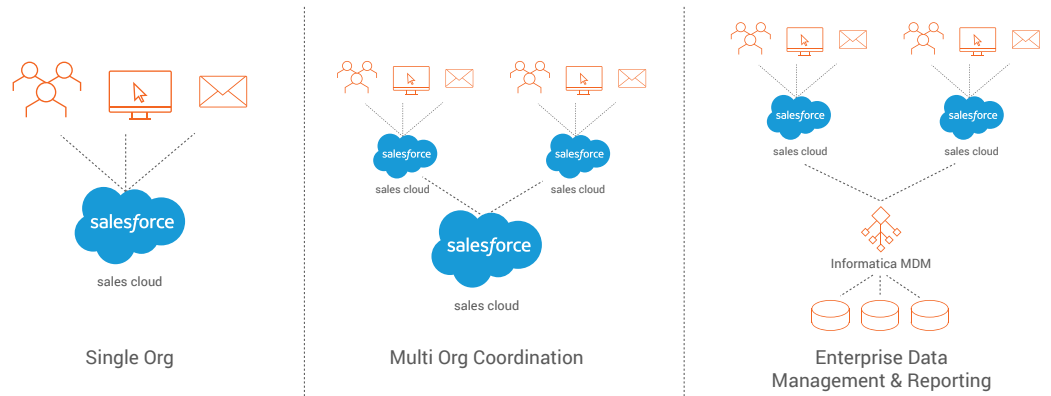 salesforce
sales cloud
Single Org
salesforce
sales cloud
salesforce
sales cloud
salesforce
sales cloud
Multi Org Coordination
salesforce
sales cloud
salesforce
sales cloud
Informatica MDM
Enterprise Data
Management & Reporting